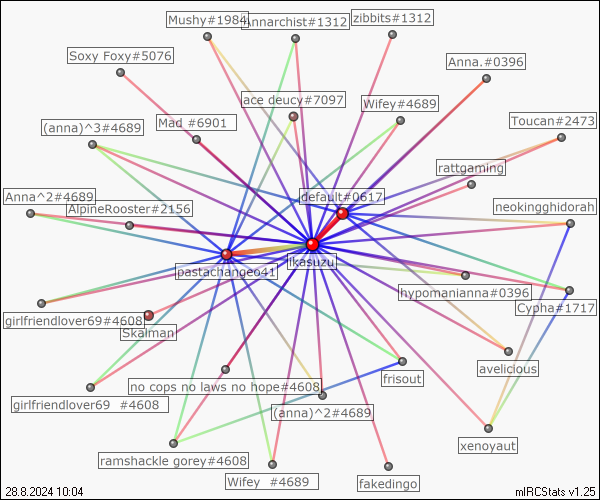 Mushy#1984
Annarchist#1312
zibbits#1312
Soxy Foxy#5076
Anna.#0396
ace deucy#7097
Wifey#4689
Toucan#2473
(anna)^3#4689
Mad #6901
rattgaming
Anna^2#4689
default#0617
AlpineRooster#2156
neokingghidorah
ikasuzu
pastachangeo41
hypomanianna#0396
Cypha#1717
girlfriendlover69#4608
Skalman
avelicious
no cops no laws no hope#4608
frisout
girlfriendlover69 #4608
(anna)^2#4689
xenoyaut
ramshackle gorey#4608
Wifey #4689
fakedingo
28.8.2024 10:04
mIRCStats v1.25